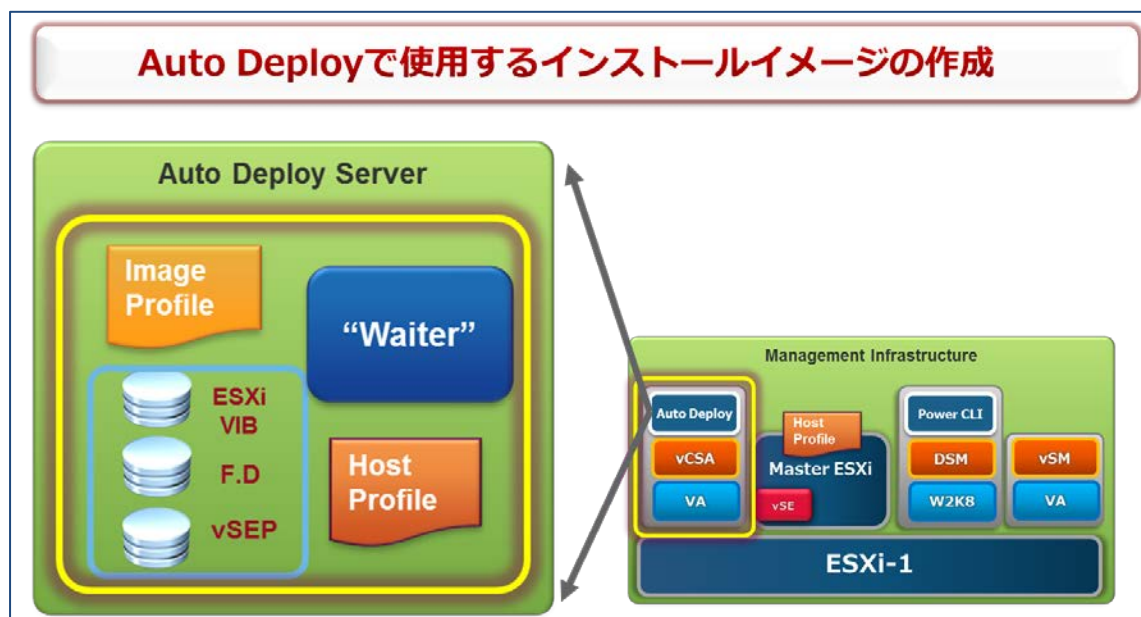 Auto Deployで使用するインストールイメージの作成
Auto Deploy Server
Image
Profile
“Waiter”
ESXi
VIB
F.D
vSEP
Host
Profile
Management Infrastructure
Auto Deploy
vCSA
VA
Host
Profile
Master ESXi
vSE
Power CLI
DSM
W2K8
vSM
VA
ESXi-1